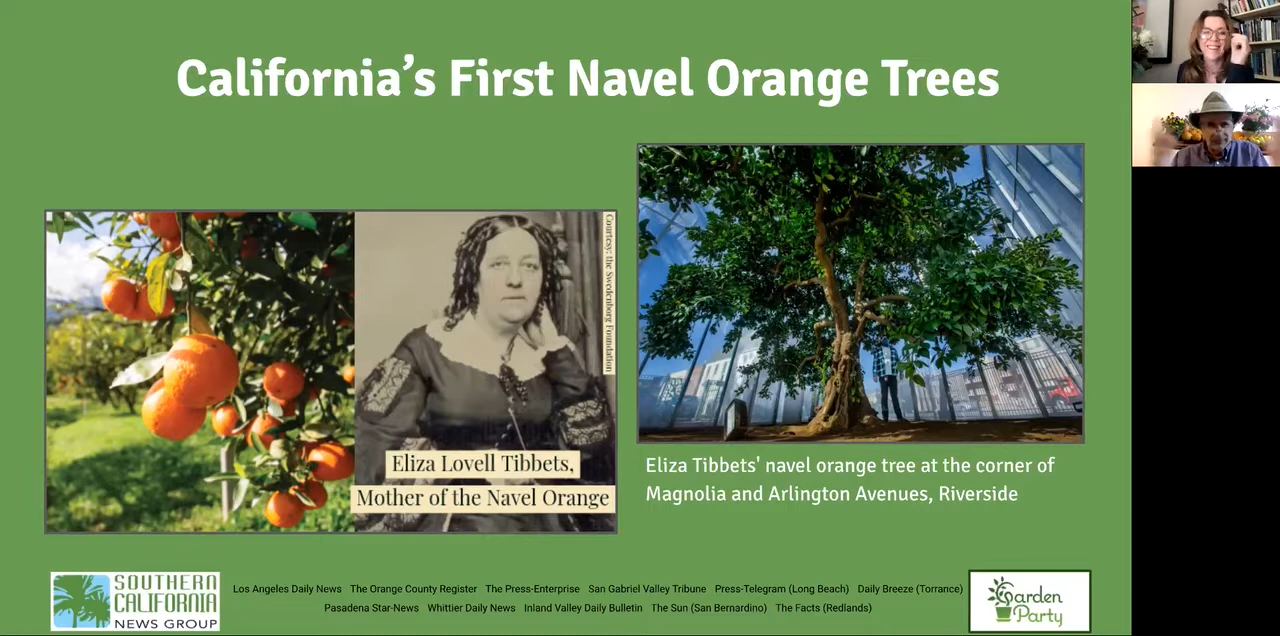 California's First Navel Orange Trees
Courtesy: the Swedenborg Foundation
Eliza Lovell Tibbets,
Mother of the Navel Orange
Eliza Tibbets' navel orange tree at the corner of
Magnolia and Arlington Avenues, Riverside
SOUTHERN
CALIFORNIA
NEWS GROUP
Los Angeles Daily News The Orange County Register The Press-Enterprise San Gabriel Valley Tribune Press-Telegram (Long Beach) Daily Breeze (Torrance)
Pasadena Star-News Whittier Daily News Inland Valley Daily Bulletin The Sun (San Bernardino) The Facts (Redlands)
Garden
Party